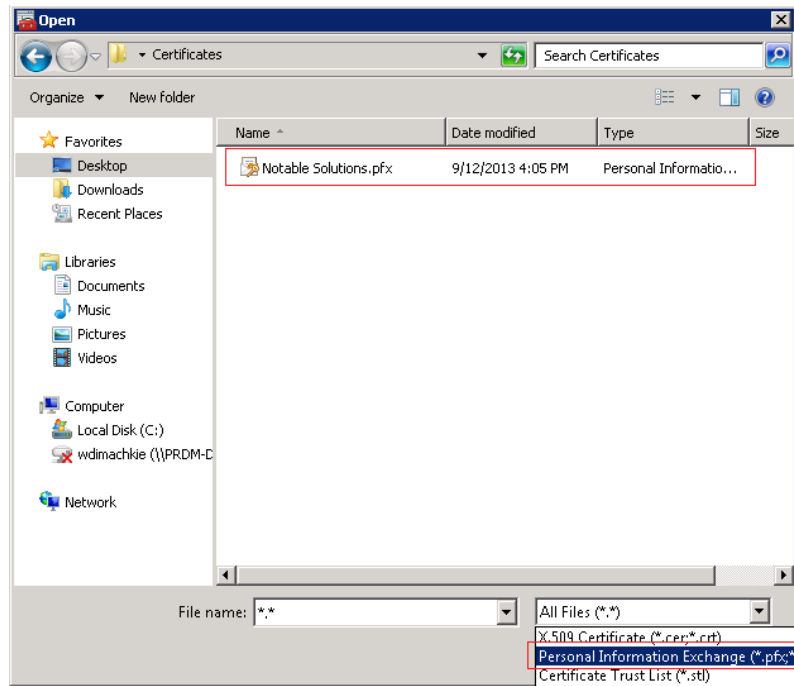 Open
Certificates
Search Certificates
Organize
New folder
Name
Date modified
Type
Size
Favorites
Desktop
Downloads
Recent Places
Libraries
Documents
Music
Pictures
Videos
Computer
Local Disk (C:)
wdimachkie (\\PRDM-D
Network
Notable Solutions.pfx
9/12/2013 4:05 PM
Personal Informatio...
File name:
*.*
All Files (*.*)
X.509 Certificate (*.cer;*.crt)
Personal Information Exchange (*.pfx;*
Certificate Trust List (*.stl)